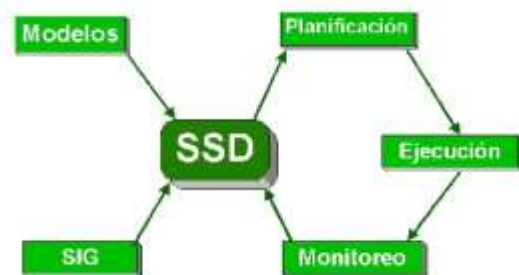 Modelos
Planificación
SSD
Ejecución
SIG
Monitoreo